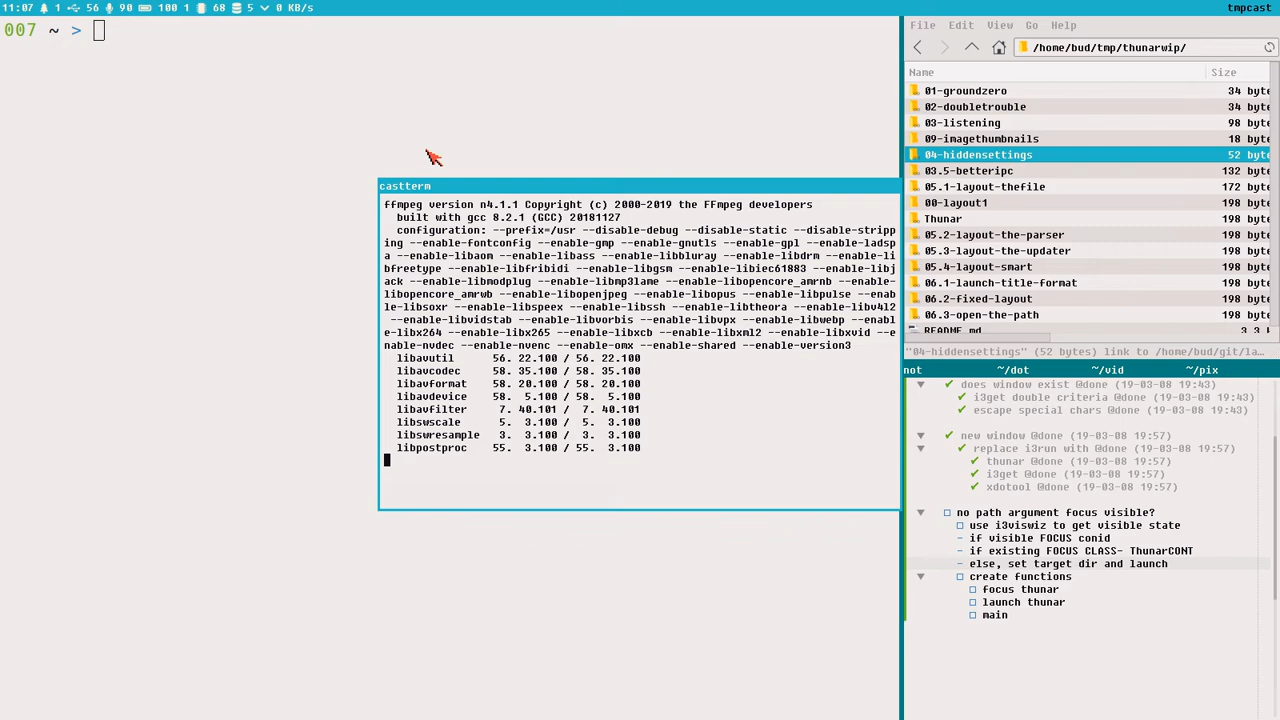 11:07 1 56 90 100 1 68 5 0 KB/s
tmpcast
007 ~ >
castterm
ffmpeg version n4.1.1 Copyright (c) 2000-2019 the FFmpeg developers
built with gcc 8.2.1 (GCC) 20181127
configuration: --prefix=/usr --disable-debug --disable-static --disable-stripp
ing --enable-fontconfig --enable-gmp --enable-gnutls --enable-gpl --enable-ladsp
a --enable-libaom --enable-libass --enable-libbluray --enable-libdrm --enable-li
bfreetype --enable-libfribidi --enable-libgsm --enable-libiec61883 --enable-libj
ack --enable-libmodplug --enable-libmp3lame --enable-libopencore_amrnb --enable-
libopencore_amrwb --enable-libopenjpeg --enable-libopus --enable-libpulse --enab
le-libsoxr --enable-libspeex --enable-libssh --enable-libtheora --enable-libv4l2
--enable-libvidstab --enable-libvorbis --enable-libvpx --enable-libwebp --enabl
e-libx264 --enable-libx265 --enable-libxcb --enable-libxml2 --enable-libxvid --e
nable-nvdec --enable-nvenc --enable-omx --enable-shared --enable-version3
libavutil 56. 22.100 / 56. 22.100
libavcodec 58. 35.100 / 58. 35.100
libavformat 58. 20.100 / 58. 20.100
libavdevice 58. 5.100 / 58. 5.100
libavfilter 7. 40.101 / 7. 40.101
libswscale 5. 3.100 / 5. 3.100
libswresample 3. 3.100 / 3. 3.100
libpostproc 55. 3.100 / 55. 3.100
File Edit View Go Help
/home/bud/tmp/thunarwip/
Name Size
01-groundzero 34 byte
02-doubletrouble 34 byte
03-listening 98 byte
09-imagethumbnails 18 byte
04-hiddensettings 52 byte
03.5-betteripc 132 byte
05.1-layout-thefile 172 byte
00-layout1 198 byte
Thunar 198 byte
05.2-layout-the-parser 198 byte
05.3-layout-the-updater 198 byte
05.4-layout-smart 198 byte
06.1-launch-title-format 198 byte
06.2-fixed-layout 198 byte
06.3-open-the-path 198 byte
README.md 3.3 k
"04-hiddensettings" (52 bytes) link to /home/bud/git/la...
not ~/dot ~/vid ~/pix
✔ does window exist @done (19-03-08 19:43)
✔ i3get double criteria @done (19-03-08 19:43)
✔ escape special chars @done (19-03-08 19:43)
✔ new window @done (19-03-08 19:57)
✔ replace i3run with @done (19-03-08 19:57)
✔ thunar @done (19-03-08 19:57)
✔ i3get @done (19-03-08 19:57)
✔ xdotool @done (19-03-08 19:57)
☐ no path argument focus visible?
☐ use i3viswiz to get visible state
- if visible FOCUS conid
- if existing FOCUS CLASS- ThunarCONT
- else, set target dir and launch
☐ create functions
☐ focus thunar
☐ launch thunar
☐ main